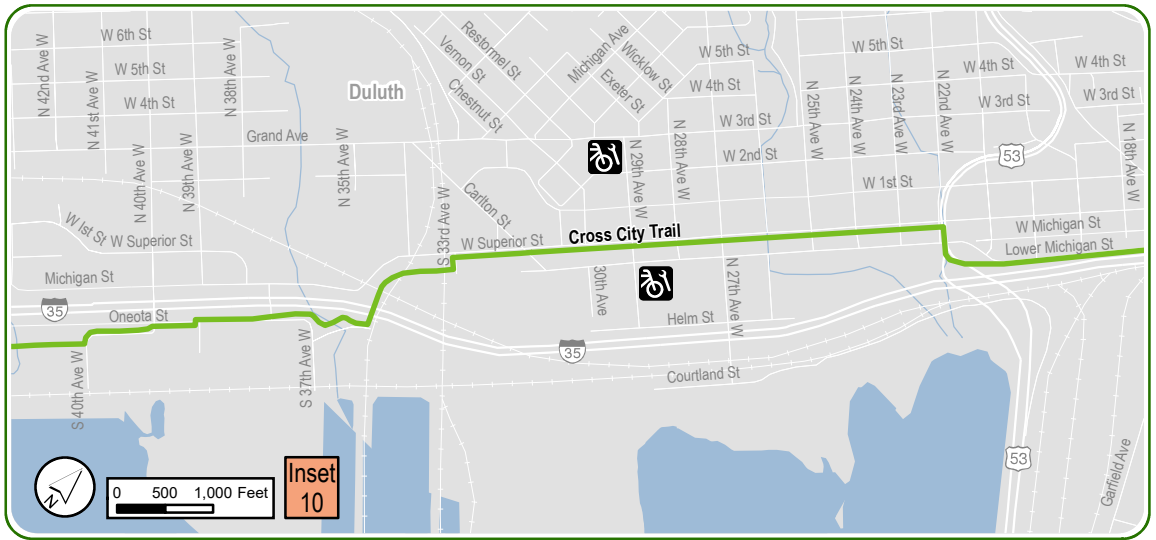 W 6th St
W 5th St
W 4th St
N 42nd Ave W
N 41st Ave W
N 38th Ave W
N 40th Ave W
N 39th Ave W
Grand Ave
N 35th Ave W
Duluth
Restormel St
Vernon St
Chestnut St
Michigan Ave
Wicklow St
Exeter St
W 5th St
W 4th St
W 3rd St
W 2nd St
N 29th Ave W
N 28th Ave W
N 25th Ave W
N 24th Ave W
N 23rd Ave W
N 22nd Ave W
W 5th St
W 4th St
W 3rd St
W 4th St
W 3rd St
N 18th Ave W
53
W 1st St
W Ist St
W Superior St
Michigan St
35
Oneota St
S 33rd Ave W
Carlton St
W Superior St
Cross City Trail
W Michigan St
Lower Michigan St
30th Ave
N 27th Ave W
Helm St
35
Courtland St
S 40th Ave W
S 37th Ave W
53
Garfield Ave
N
0 500 1,000 Feet
Inset
10